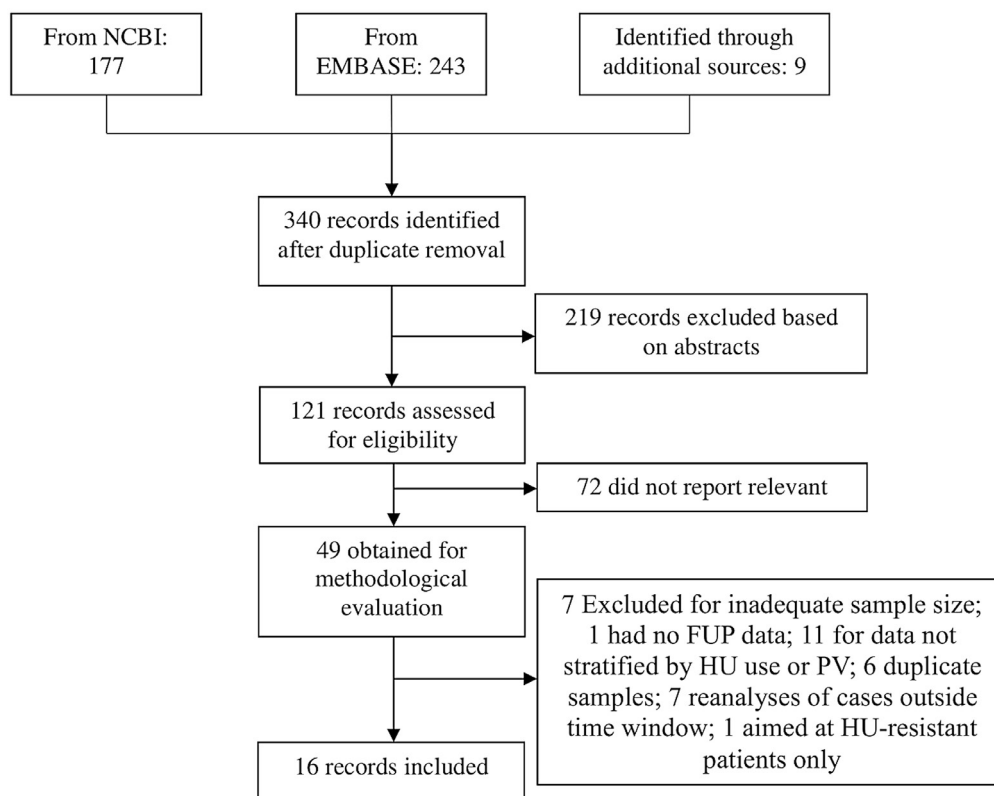 From NCBI:
177
From
EMBASE: 243
Identified through
additional sources: 9
340 records identified
after duplicate removal
219 records excluded based
on abstracts
121 records assessed
for eligibility
72 did not report relevant
49 obtained for
methodological
evaluation
7 Excluded for inadequate sample size;
1 had no FUP data; 11 for data not
stratified by HU use or PV; 6 duplicate
samples; 7 reanalyses of cases outside
time window; 1 aimed at HU-resistant
patients only
16 records included